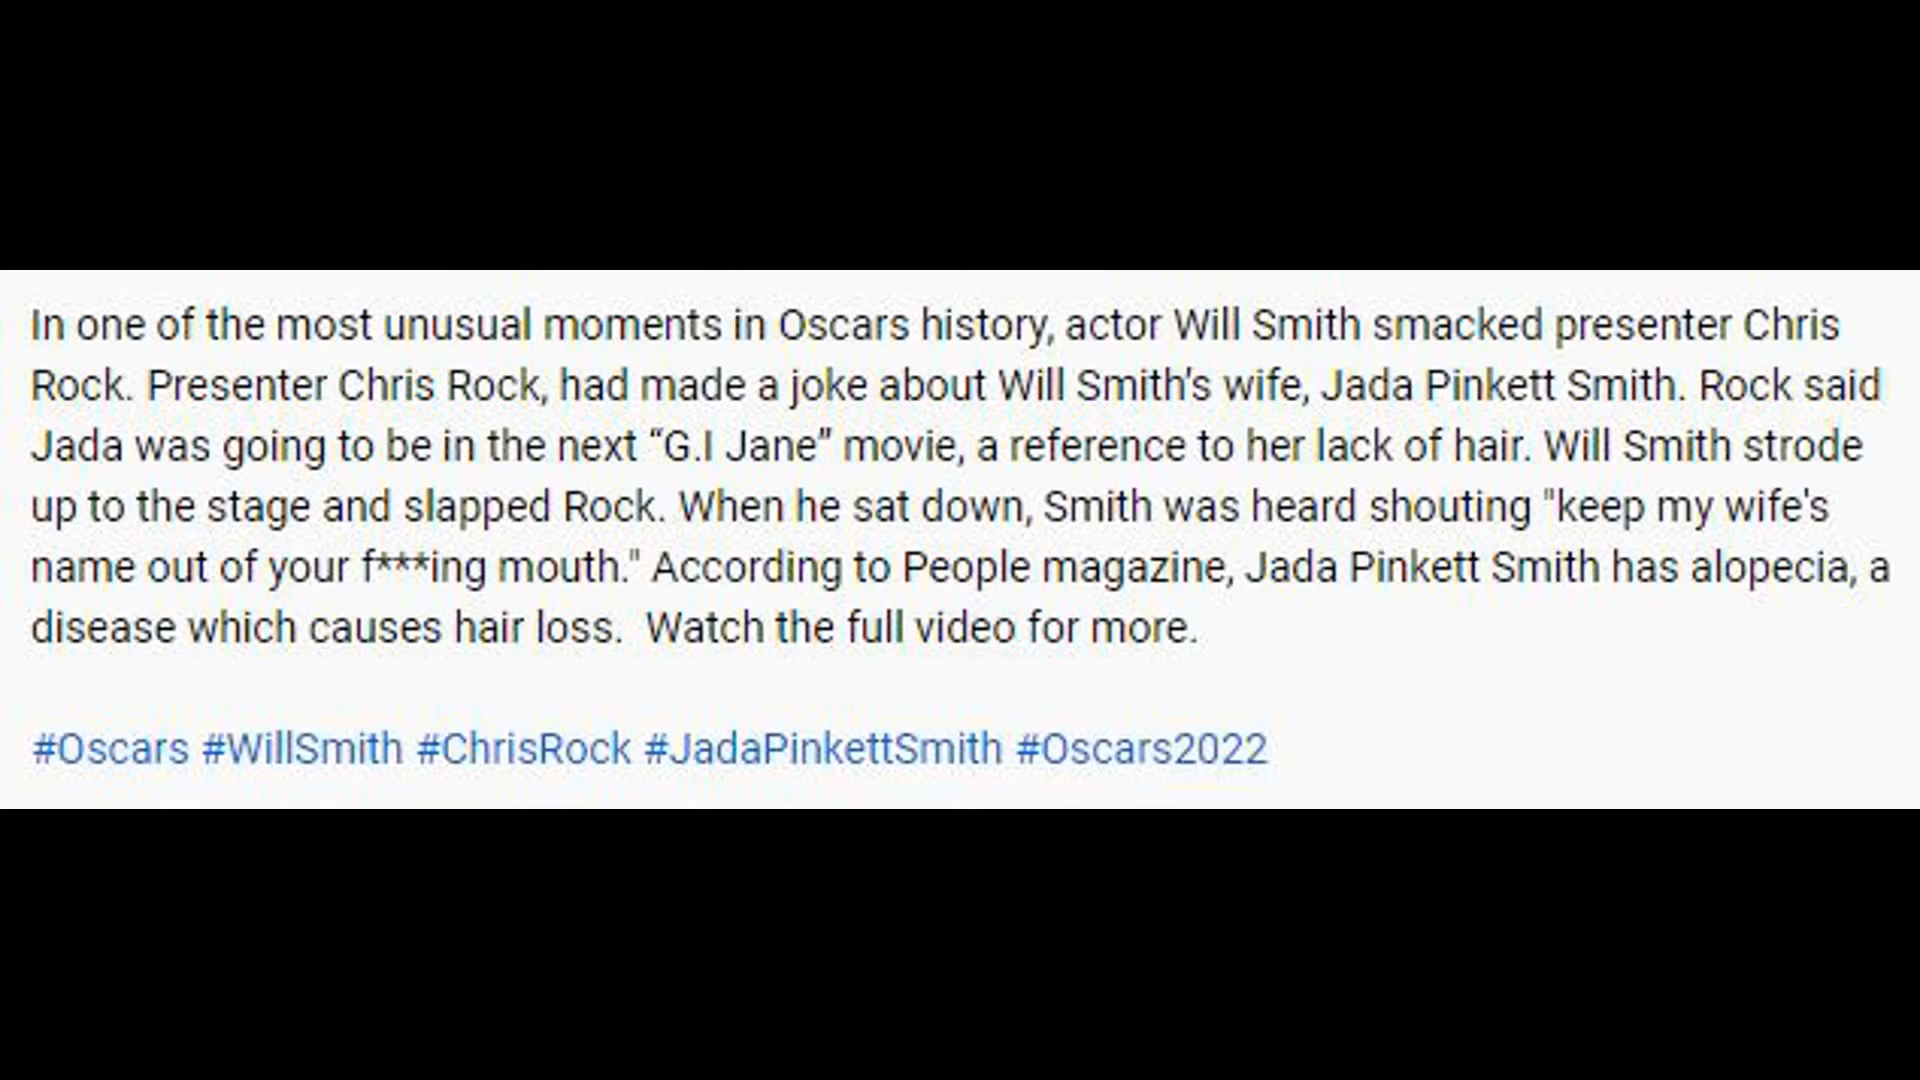 In one of the most unusual moments in Oscars history, actor Will Smith smacked presenter Chris
Rock. Presenter Chris Rock, had made a joke about Will Smith’s wife, Jada Pinkett Smith. Rock said
Jada was going to be in the next “G.I Jane” movie, a reference to her lack of hair. Will Smith strode
up to the stage and slapped Rock. When he sat down, Smith was heard shouting "keep my wife's
name out of your f***ing mouth." According to People magazine, Jada Pinkett Smith has alopecia, a
disease which causes hair loss.  Watch the full video for more.
#Oscars #WillSmith #ChrisRock #JadaPinkettSmith #Oscars2022